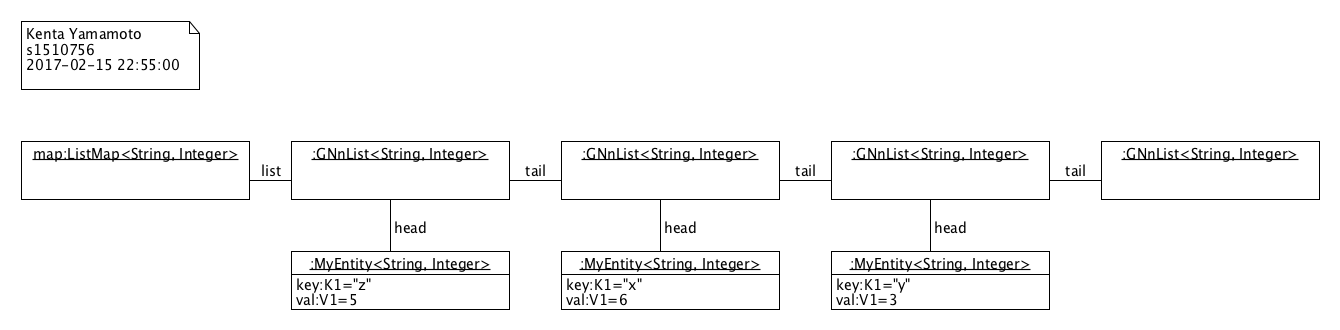 Kenta Yamamoto
s1510756
2017-02-15 22:55:00
map:ListMap<String, Integer>
list
:GNnList<String, Integer>
tail
:GNnList<String, Integer>
tail
:GNnList<String, Integer>
tail
:GNnList<String, Integer>
head
head
head
:MyEntity<String, Integer>
key:K1="z"
val:V1=5
:MyEntity<String, Integer>
key:K1="x"
val:V1=6
:MyEntity<String, Integer>
key:K1="y"
val:V1=3